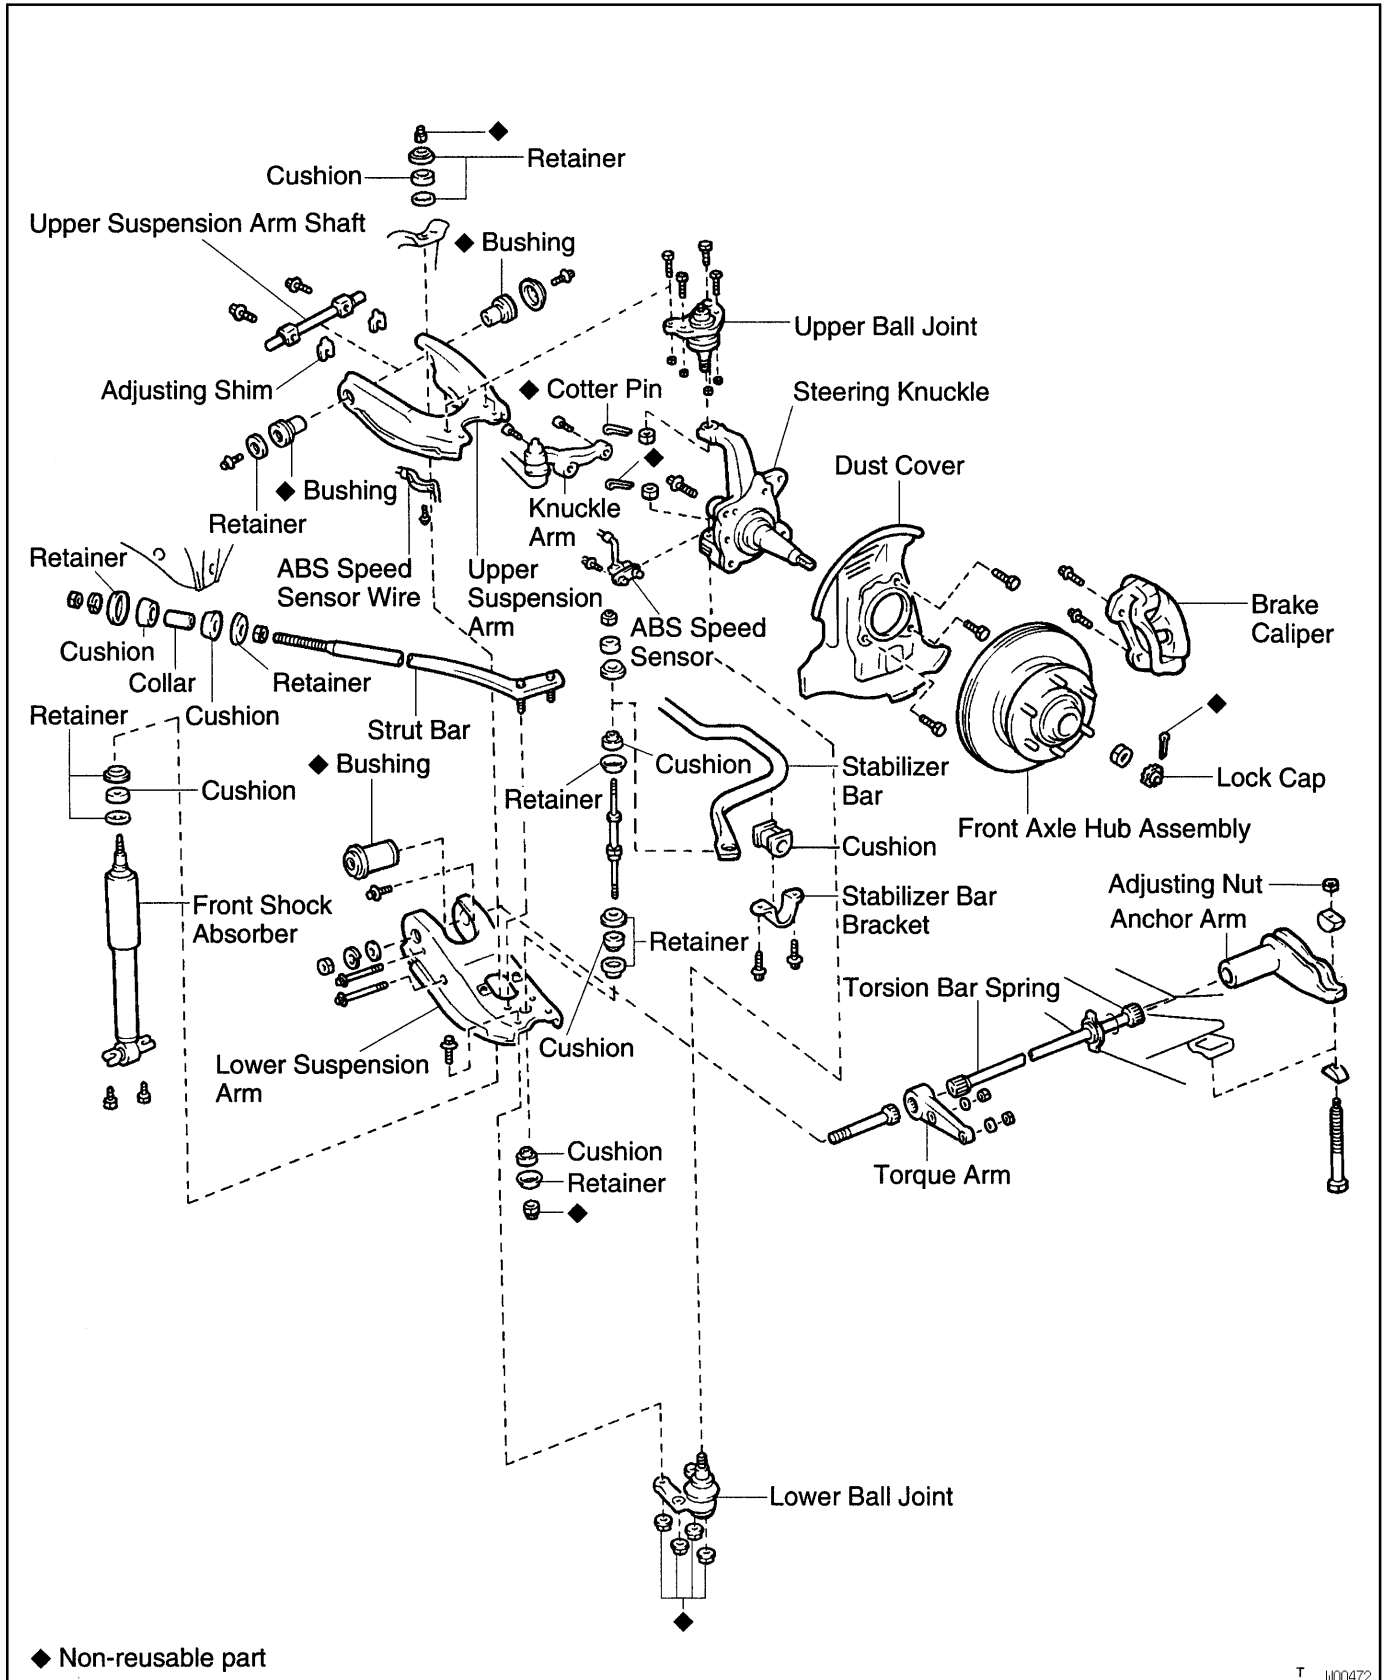 ◆
Retainer
Cushion
Upper Suspension Arm Shaft
◆ Bushing
Upper Ball Joint
Adjusting Shim
◆ Cotter Pin
Steering Knuckle
Dust Cover
◆
◆ Bushing
Knuckle
Arm
Retainer
Retainer
ABS Speed
Sensor Wire
Upper
Suspension
Arm
ABS Speed
Sensor
Brake
Caliper
Cushion
Collar
Retainer
Cushion
Retainer
Strut Bar
◆
◆ Bushing
Cushion
Stabilizer
Bar
Lock Cap
Cushion
Retainer
Front Axle Hub Assembly
Cushion
Adjusting Nut
Anchor Arm
Stabilizer Bar
Bracket
Front Shock
Absorber
Retainer
Torsion Bar Spring
Cushion
Lower Suspension
Arm
Cushion
Retainer
Torque Arm
◆
Lower Ball Joint
◆
◆ Non-reusable part
T W00472